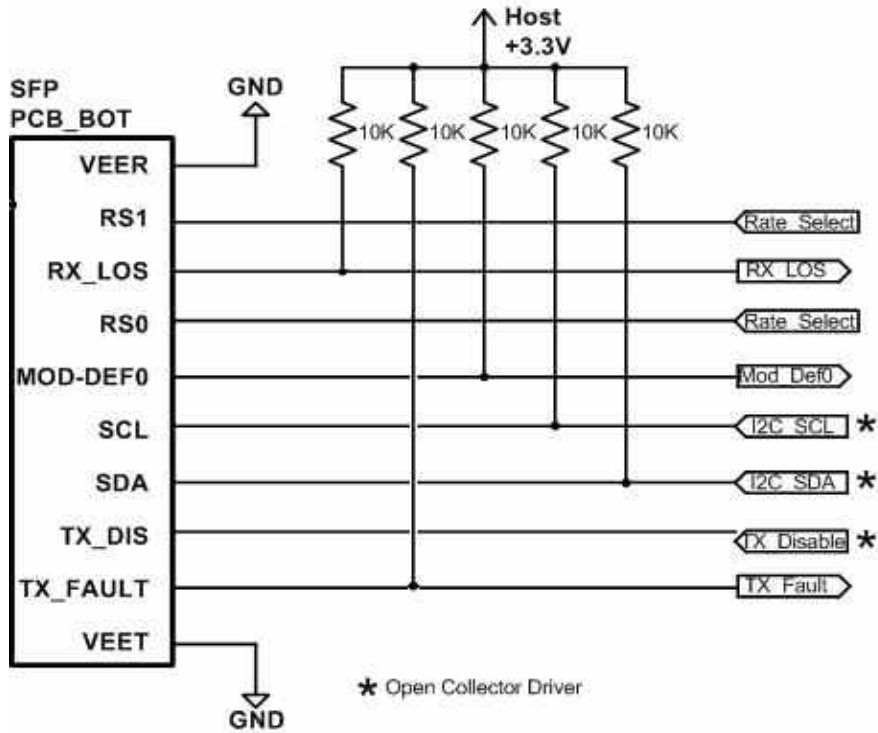 Host
+3.3V
SFP
PCB_BOT
GND
10K 10K 10K 10K 10K
VEER
RS1 Rate_Select
RX_LOS RX_LOS
RS0 Rate_Select
MOD-DEF0 Mod_Def0
SCL I2C_SCL *
SDA I2C_SDA *
TX_DIS TX_Disable *
TX_FAULT TX_Fault
VEET
* Open Collector Driver
GND